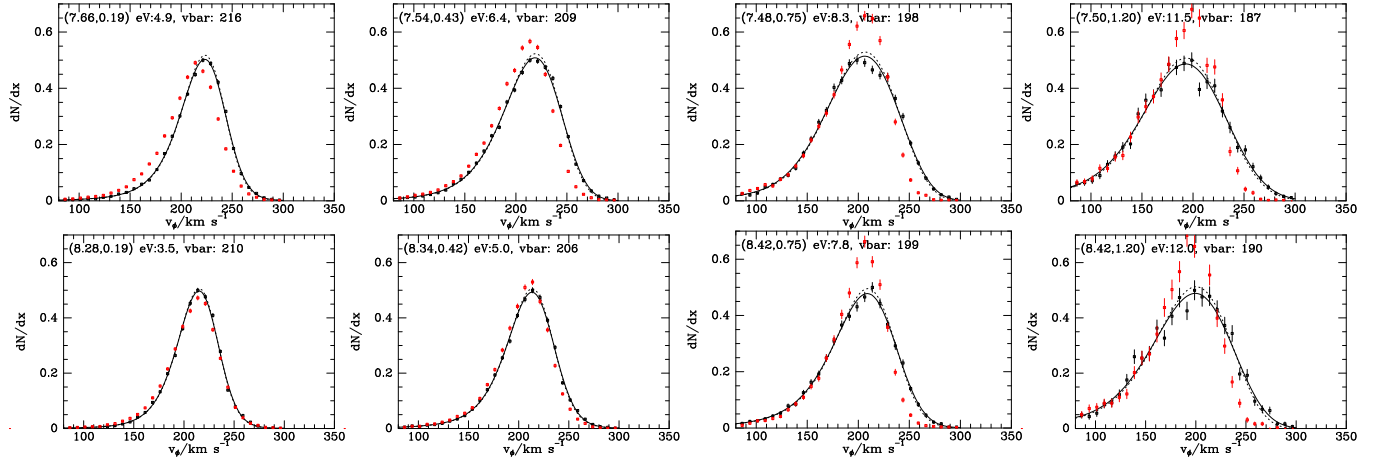 (7.66,0.19) eV:4.9, vbar: 216
0.6
0.4
0.2
0
dN/dx
100 150 200 250 300 350
v_ϕ/km s^-1
(7.54,0.43) eV:6.4, vbar: 209
0.6
0.4
0.2
0
dN/dx
100 150 200 250 300 350
v_ϕ/km s^-1
(7.48,0.75) eV:8.3, vbar: 198
0.6
0.4
0.2
0
dN/dx
100 150 200 250 300 350
v_ϕ/km s^-1
(7.50,1.20) eV:11.5, vbar: 187
0.6
0.4
0.2
0
dN/dx
100 150 200 250 300 350
v_ϕ/km s^-1
(8.28,0.19) eV:3.5, vbar: 210
0.6
0.4
0.2
0
dN/dx
100 150 200 250 300 350
v_ϕ/km s^-1
(8.34,0.42) eV:5.0, vbar: 206
0.6
0.4
0.2
0
dN/dx
100 150 200 250 300 350
v_ϕ/km s^-1
(8.42,0.75) eV:7.8, vbar: 199
0.6
0.4
0.2
0
dN/dx
100 150 200 250 300 350
v_ϕ/km s^-1
(8.42,1.20) eV:12.0, vbar: 190
0.6
0.4
0.2
0
dN/dx
100 150 200 250 300 350
v_ϕ/km s^-1